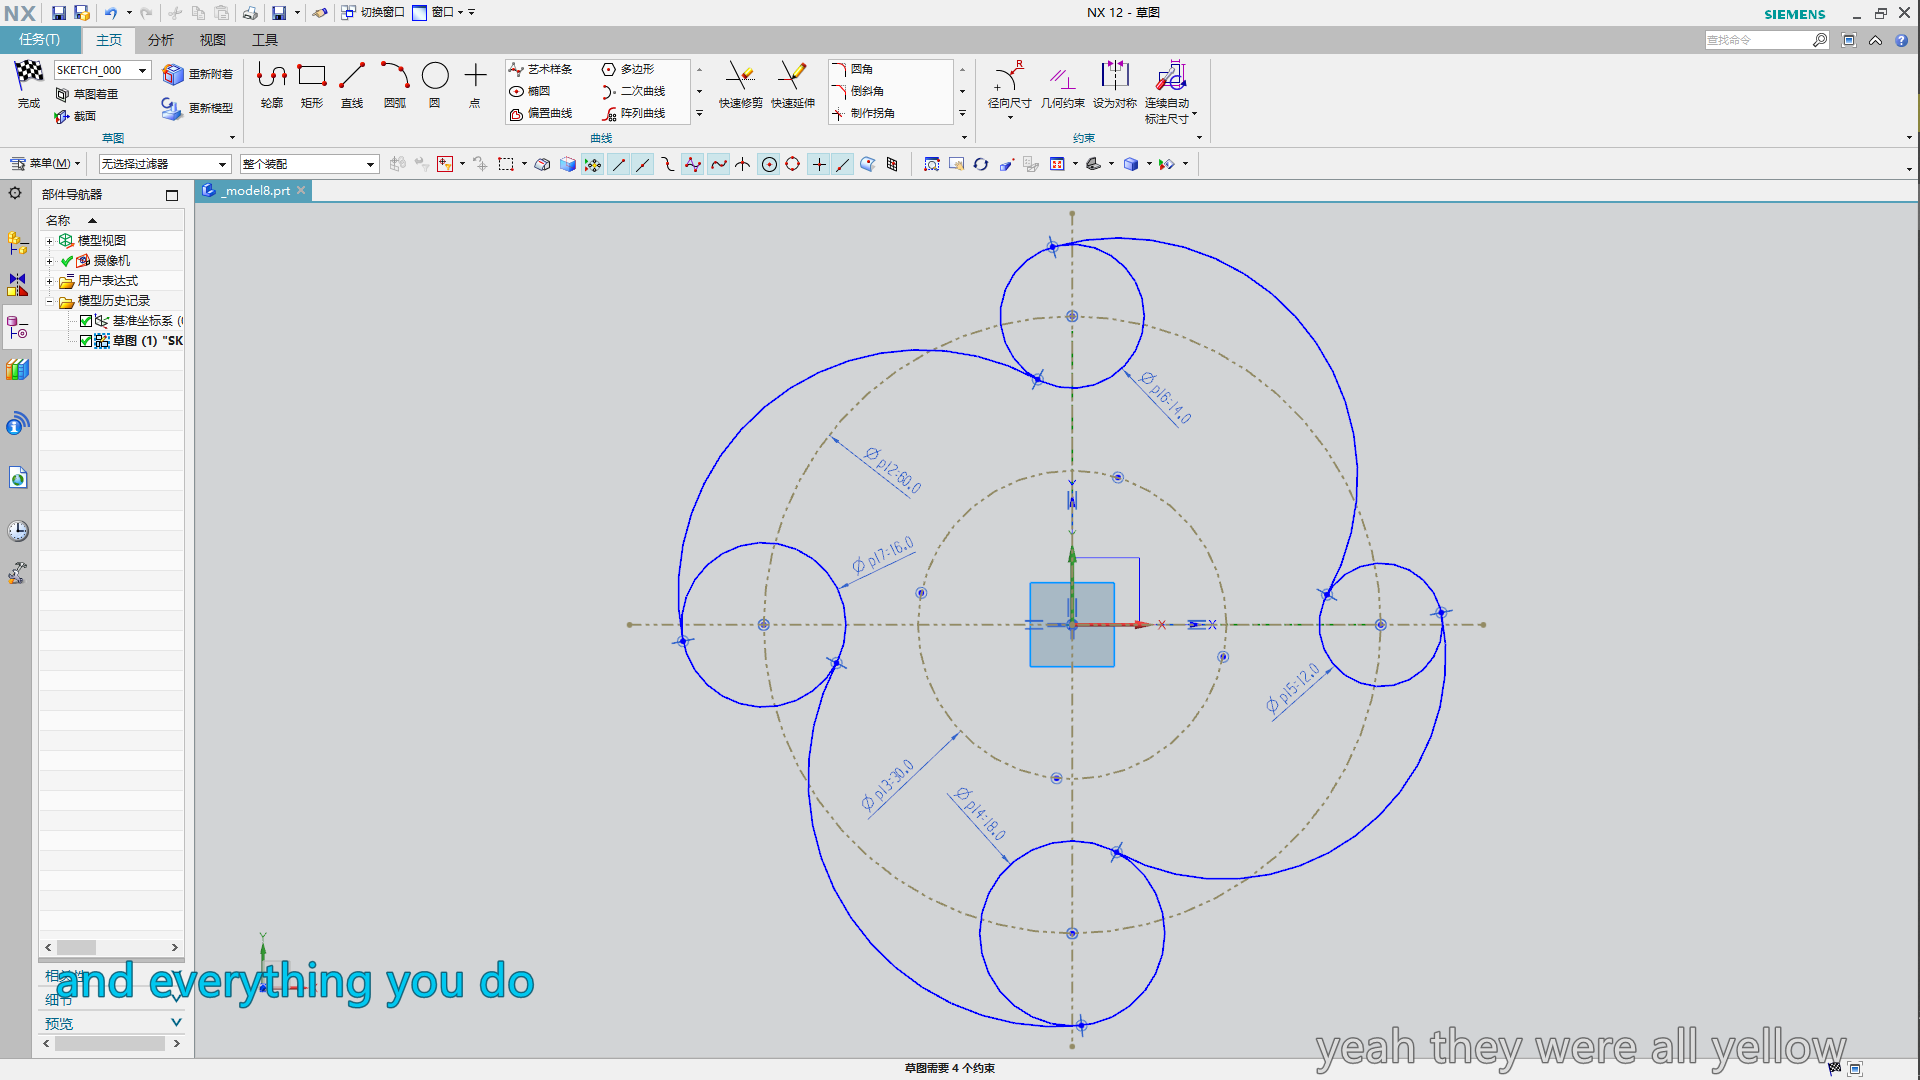 NX
切换窗口
窗口
NX 12 - 草图
SIEMENS
任务(T)
主页
分析
视图
工具
查找命令
完成
SKETCH_000
草图着重
截面
重新附着
更新模型
草图
轮廓
矩形
直线
圆弧
圆
点
艺术样条
椭圆
偏置曲线
多边形
二次曲线
阵列曲线
快速修剪
快速延伸
圆角
倒斜角
制作拐角
曲线
径向尺寸
几何约束
设为对称
连续自动
标注尺寸
约束
菜单(M)
无选择过滤器
整个装配
部件导航器
_model8.prt
名称
模型视图
摄像机
用户表达式
模型历史记录
基准坐标系 (
草图 (1) "SK
Ø p16:14.0
Ø p12:60.0
Ø p17:16.0
Ø p15:12.0
Ø p13:30.0
Ø p14:18.0
X
X
Y
细节
预览
and everything you do
yeah they were all yellow
草图需要 4 个约束